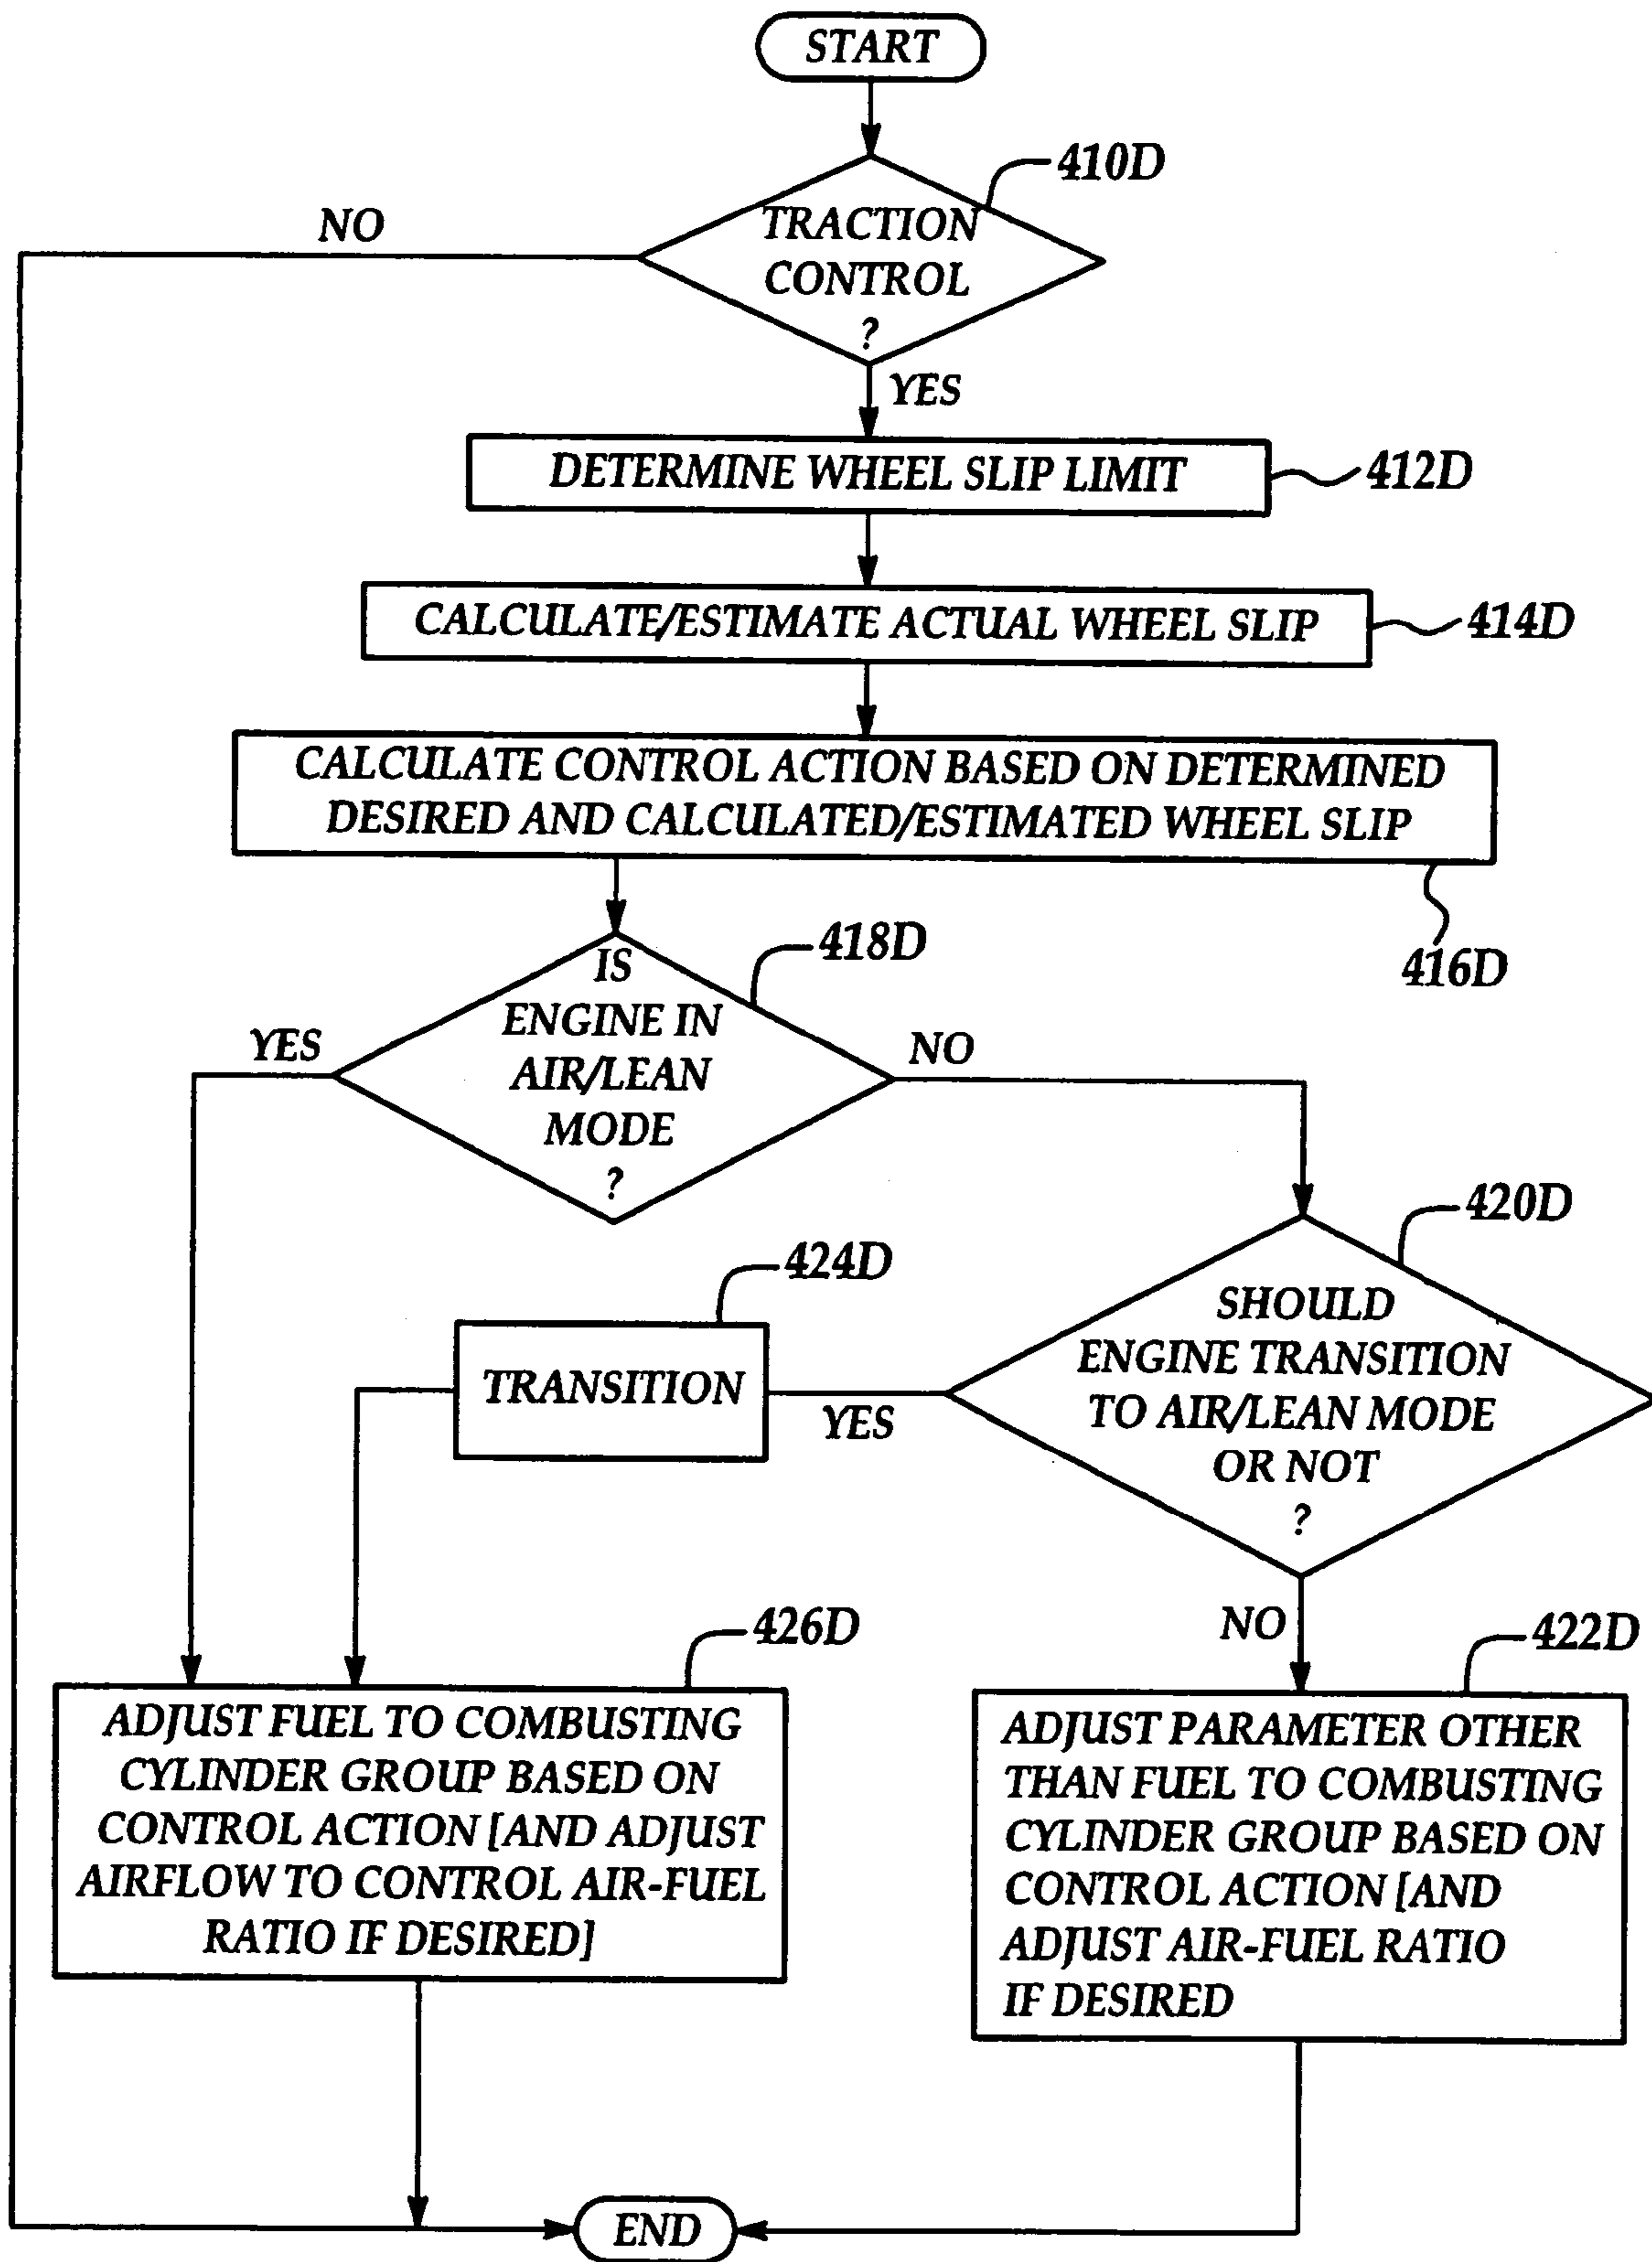 START
410D
NO
TRACTION
CONTROL
?
YES
DETERMINE WHEEL SLIP LIMIT
412D
CALCULATE/ESTIMATE ACTUAL WHEEL SLIP
414D
CALCULATE CONTROL ACTION BASED ON DETERMINED
DESIRED AND CALCULATED/ESTIMATED WHEEL SLIP
416D
418D
IS
ENGINE IN
AIR/LEAN
MODE
?
YES
NO
420D
424D
SHOULD
ENGINE TRANSITION
TO AIR/LEAN MODE
OR NOT
?
TRANSITION
YES
NO
426D
422D
ADJUST FUEL TO COMBUSTING
CYLINDER GROUP BASED ON
CONTROL ACTION [AND ADJUST
AIRFLOW TO CONTROL AIR-FUEL
RATIO IF DESIRED]
ADJUST PARAMETER OTHER
THAN FUEL TO COMBUSTING
CYLINDER GROUP BASED ON
CONTROL ACTION [AND
ADJUST AIR-FUEL RATIO
IF DESIRED
END